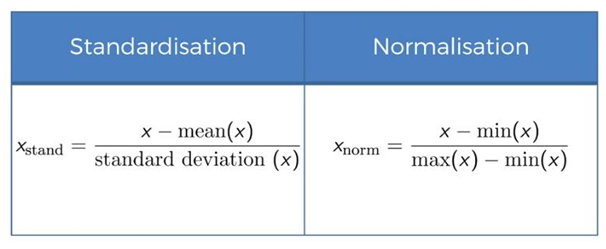 Standardisation
Normalisation
x_stand = (x − mean(x)) / (standard deviation (x))
x_norm = (x − min(x)) / (max(x) − min(x))